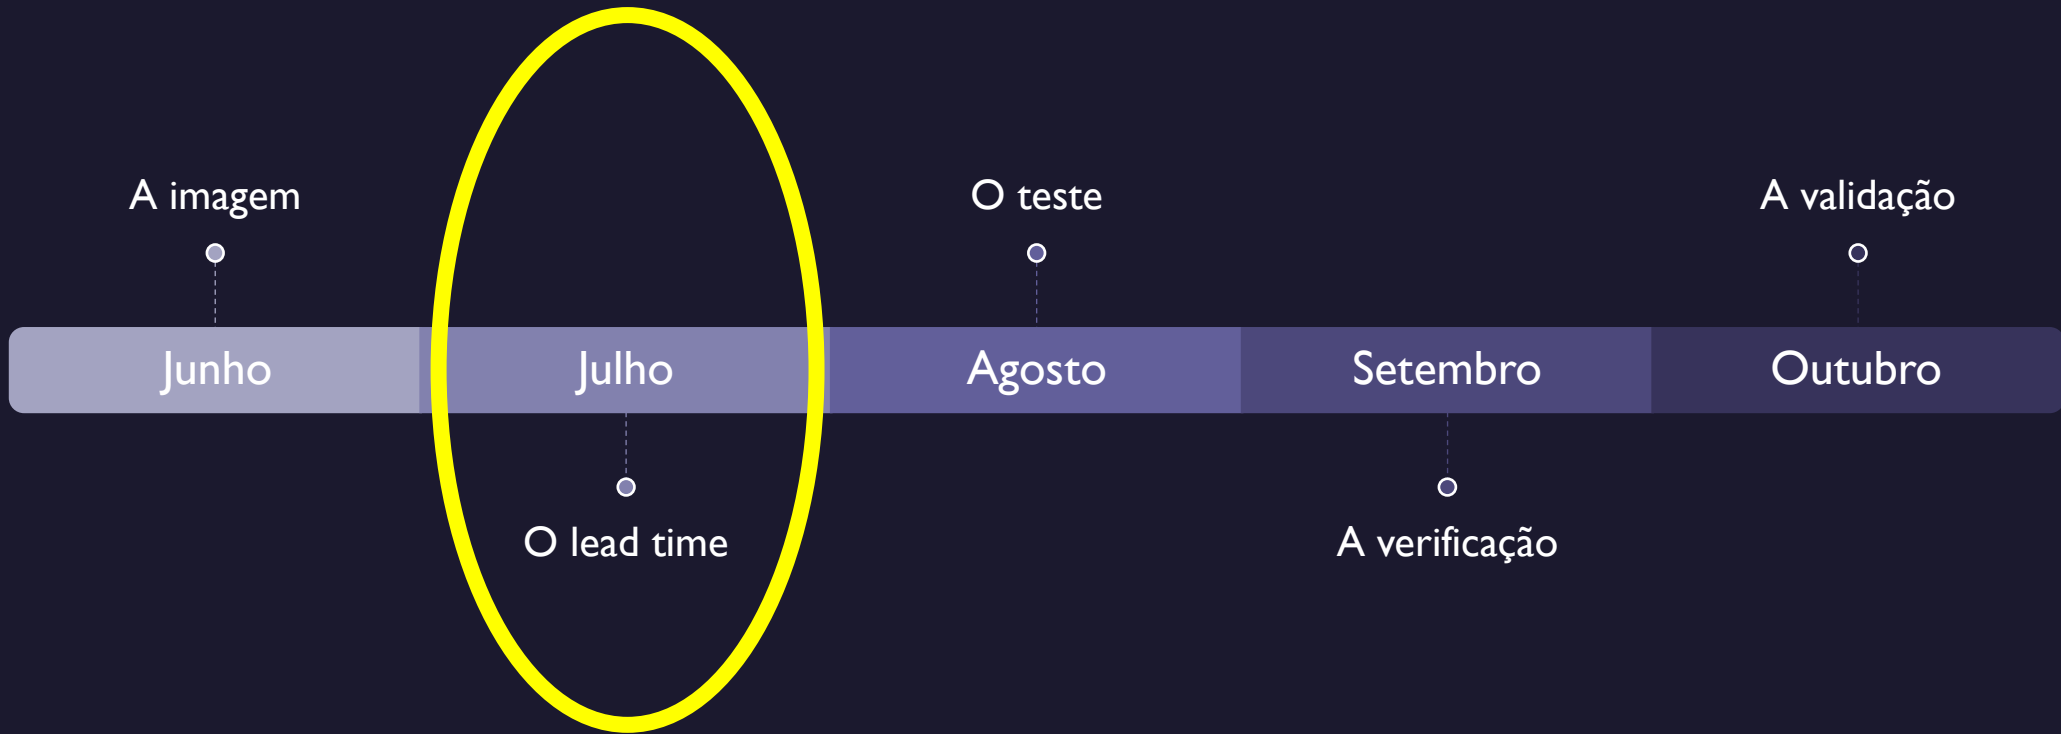 A imagem
O teste
A validação
Junho
Julho
Agosto
Setembro
Outubro
O lead time
A verificação